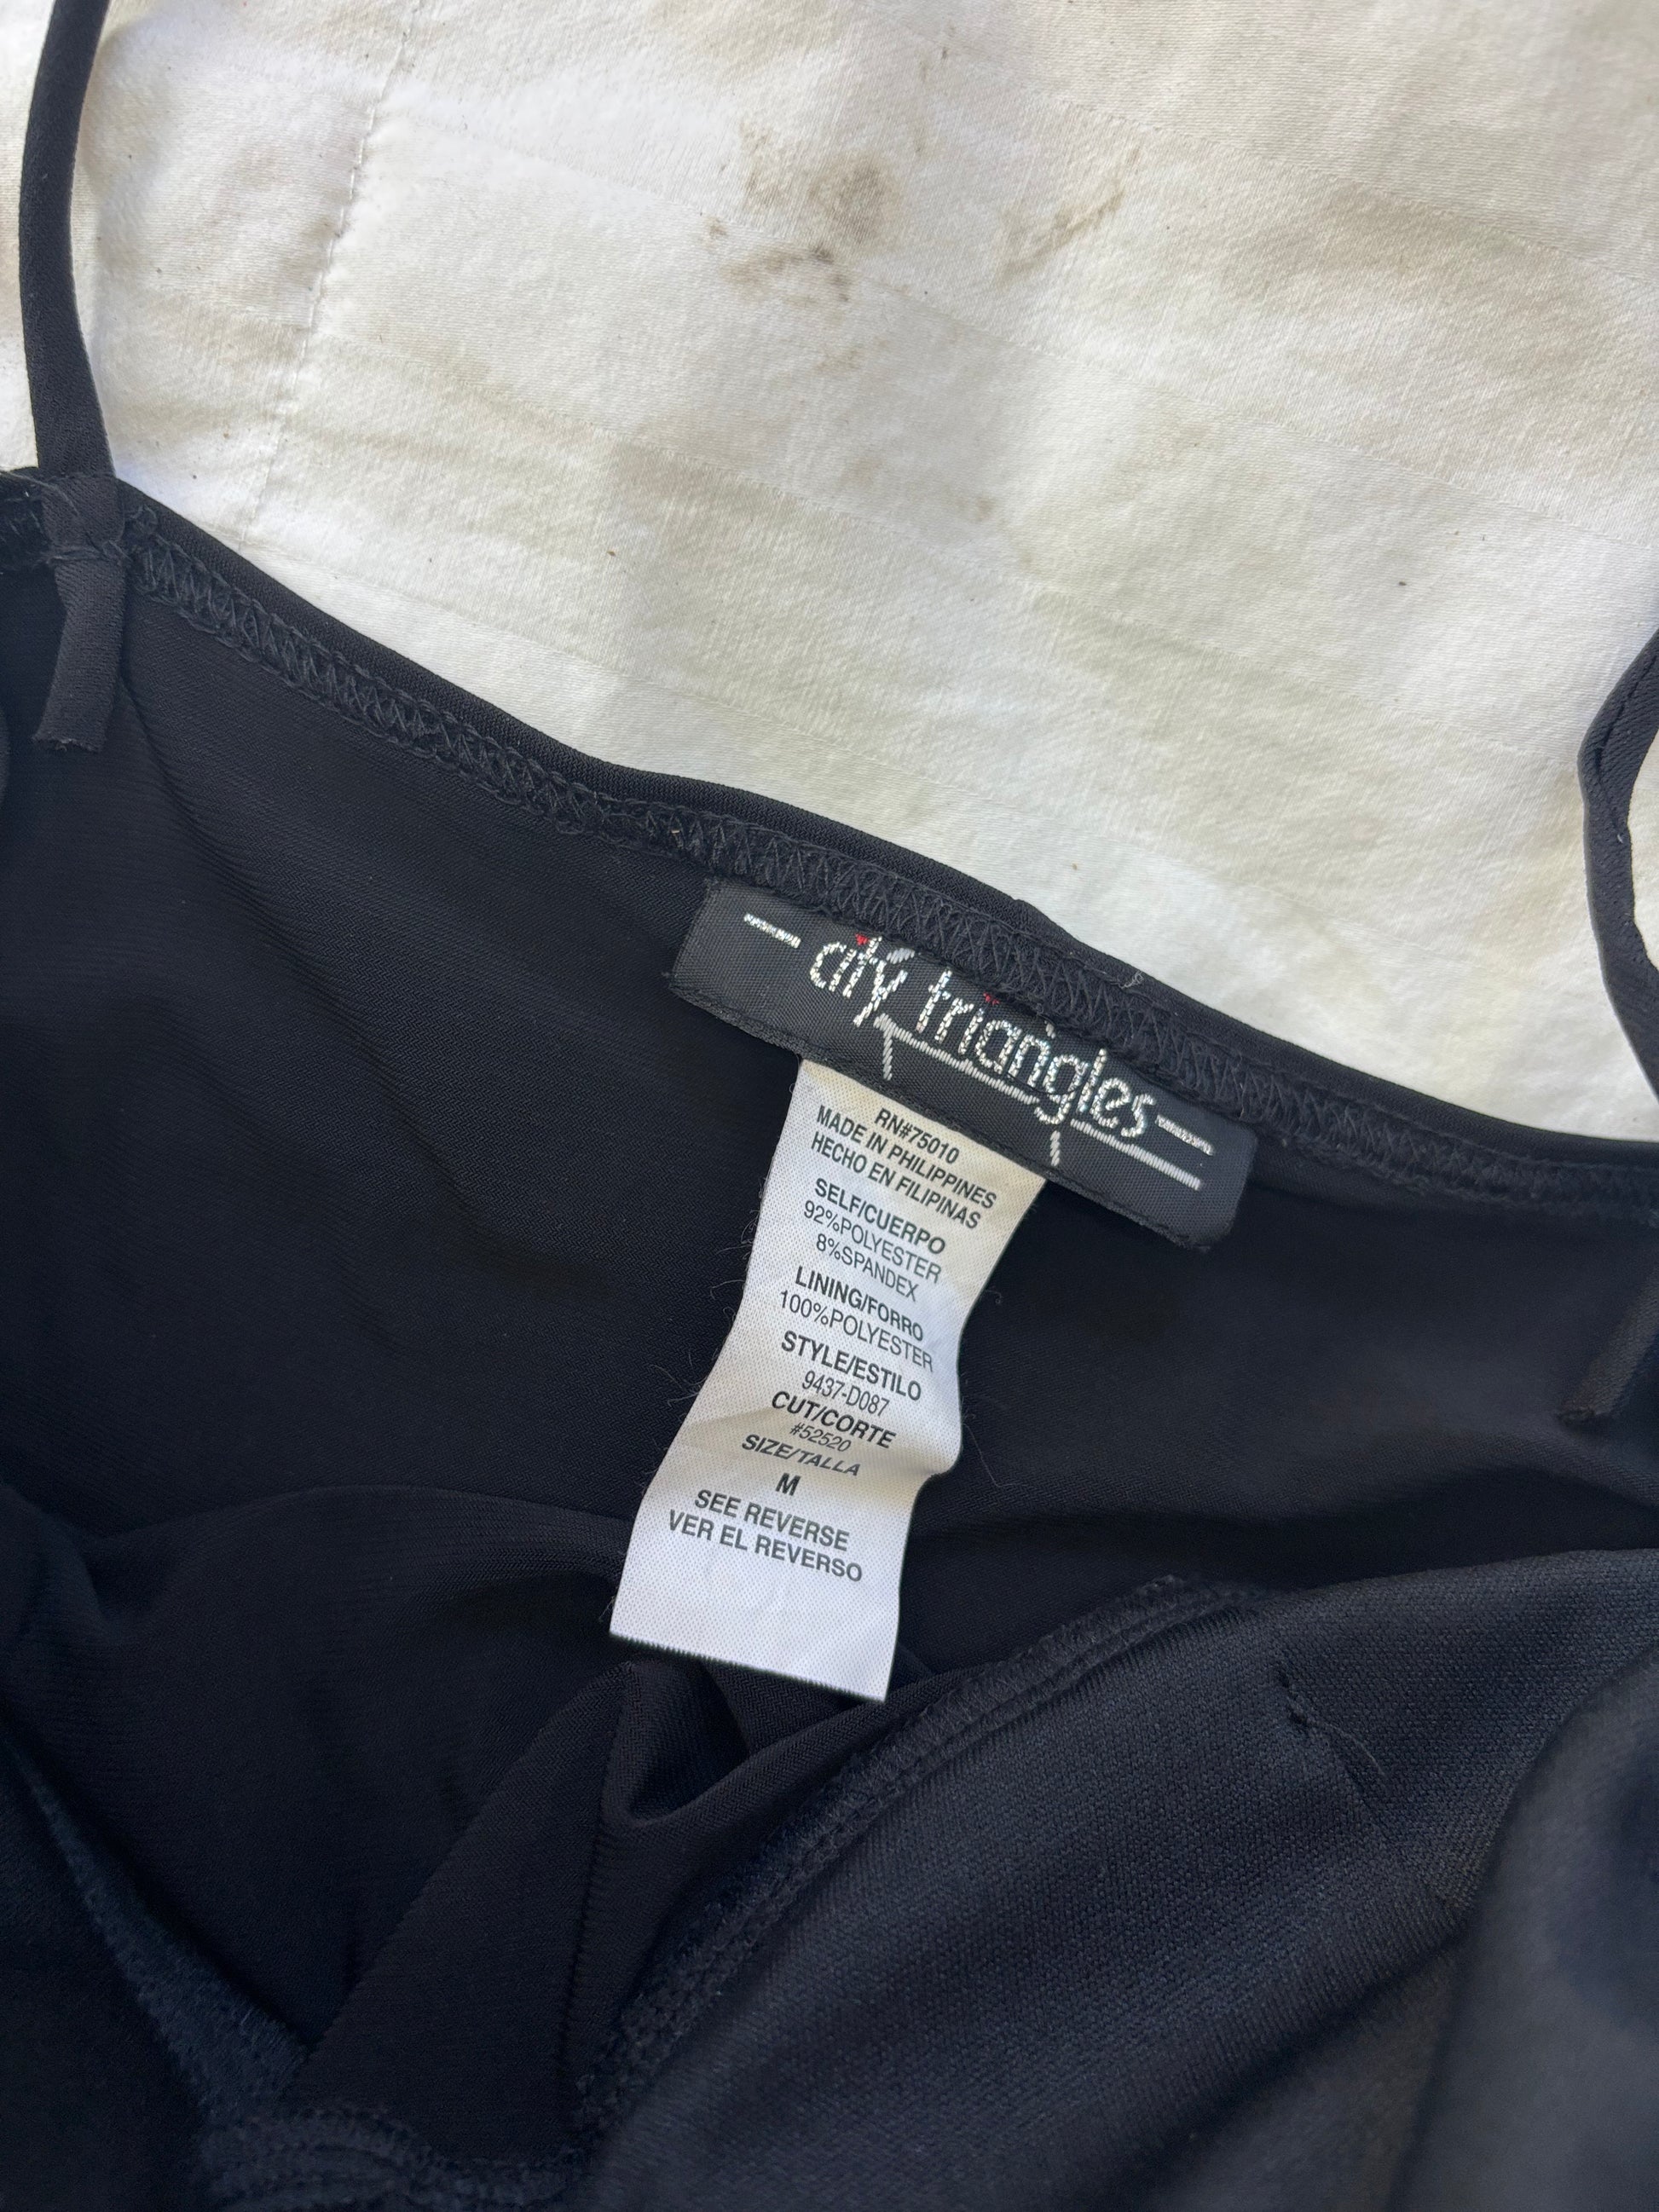 city triangles
RN#75010
MADE IN PHILIPPINES
HECHO EN FILIPINAS
SELF/CUERPO
92%POLYESTER
8%SPANDEX
LINING/FORRO
100%POLYESTER
STYLE/ESTILO
9437-D087
CUT/CORTE
#52520
SIZE/TALLA
M
SEE REVERSE
VER EL REVERSO